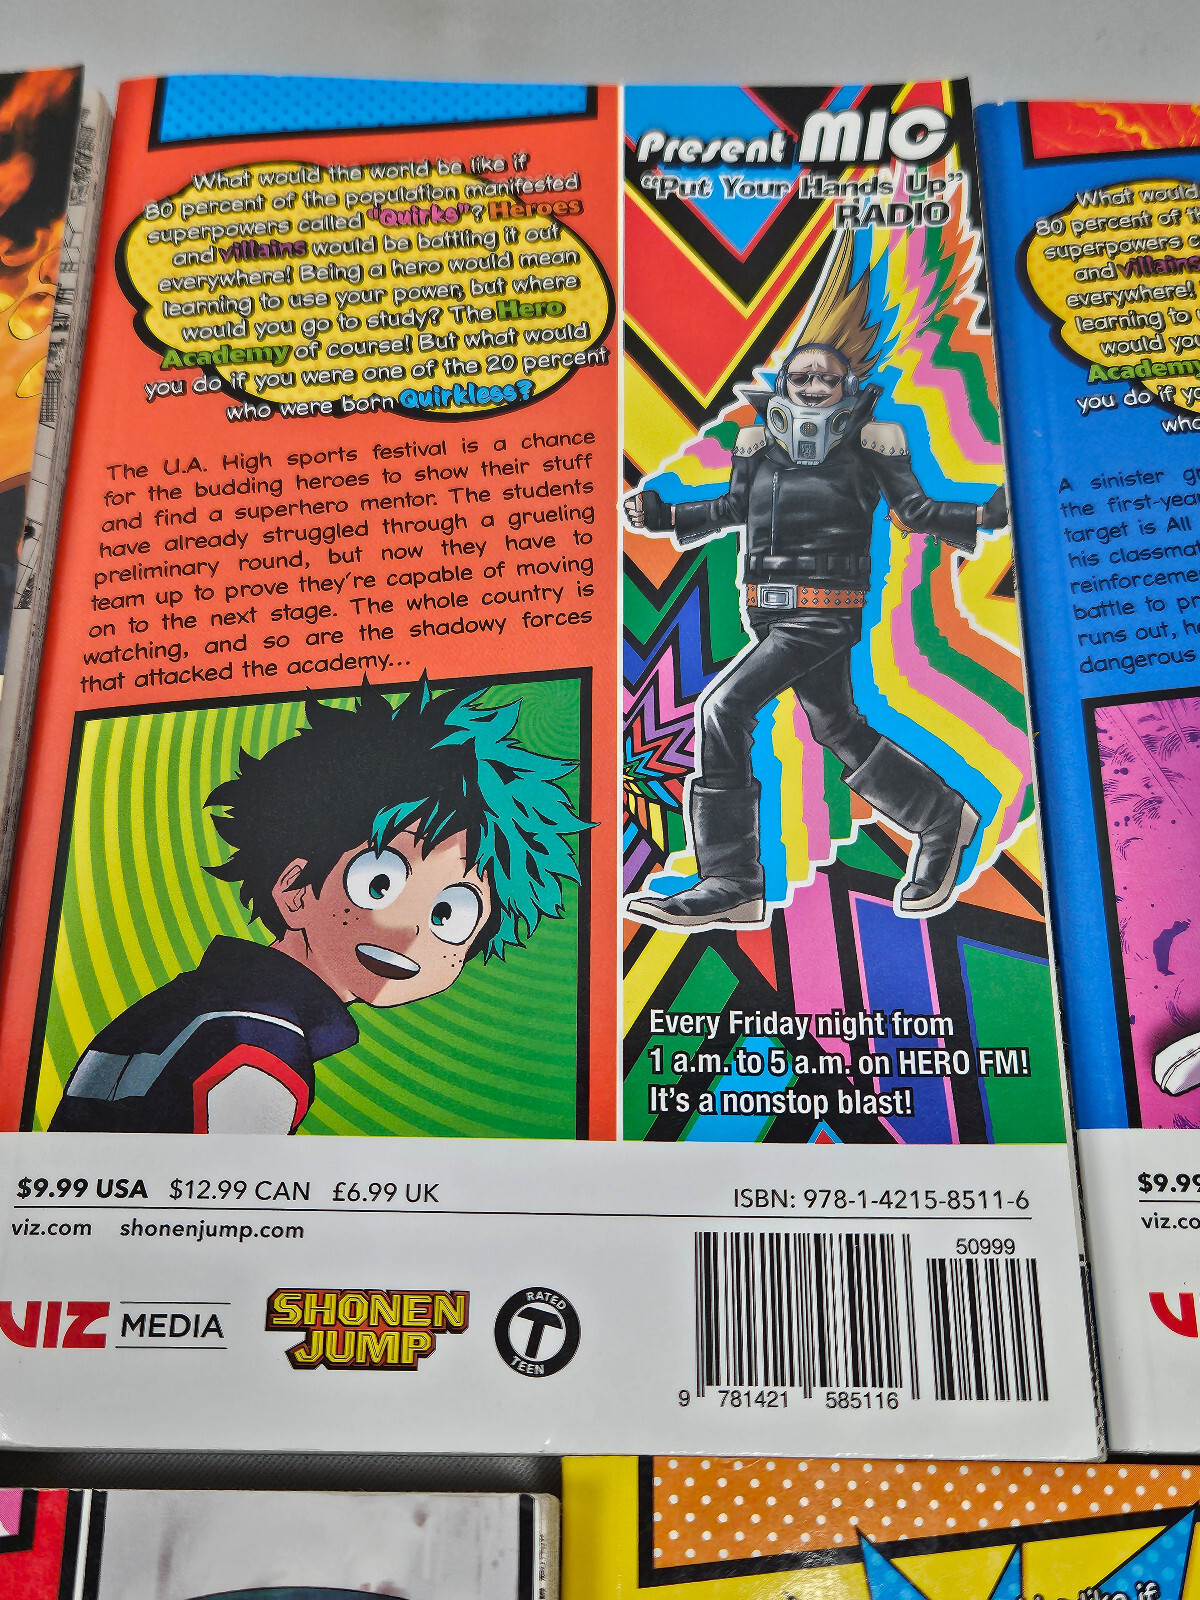 What would the world be like if
80 percent of the population manifested
superpowers called "Quirks"? Heroes
and villains would be battling it out
everywhere! Being a hero would mean
learning to use your power, but where
would you go to study? The Hero
Academy of course! But what would
you do if you were one of the 20 percent
who were born Quirkless?
The U.A. High sports festival is a chance
for the budding heroes to show their stuff
and find a superhero mentor. The students
have already struggled through a grueling
preliminary round, but now they have to
team up to prove they're capable of moving
on to the next stage. The whole country is
watching, and so are the shadowy forces
that attacked the academy...
Present MIC
"Put Your Hands Up"
RADIO
Every Friday night from
1 a.m. to 5 a.m. on HERO FM!
It's a nonstop blast!
$9.99 USA $12.99 CAN £6.99 UK
viz.com shonenjump.com
VIZ MEDIA
SHONEN
JUMP
RATED
T
TEEN
ISBN: 978-1-4215-8511-6
50999
9 781421 585116
What would
80 percent of
superpowers
and villains
everywhere!
learning to
would you
Academy
you do if
A sinister
the first-year
target is All
his
battle to
runs out,
dangerous
$9.99
like if